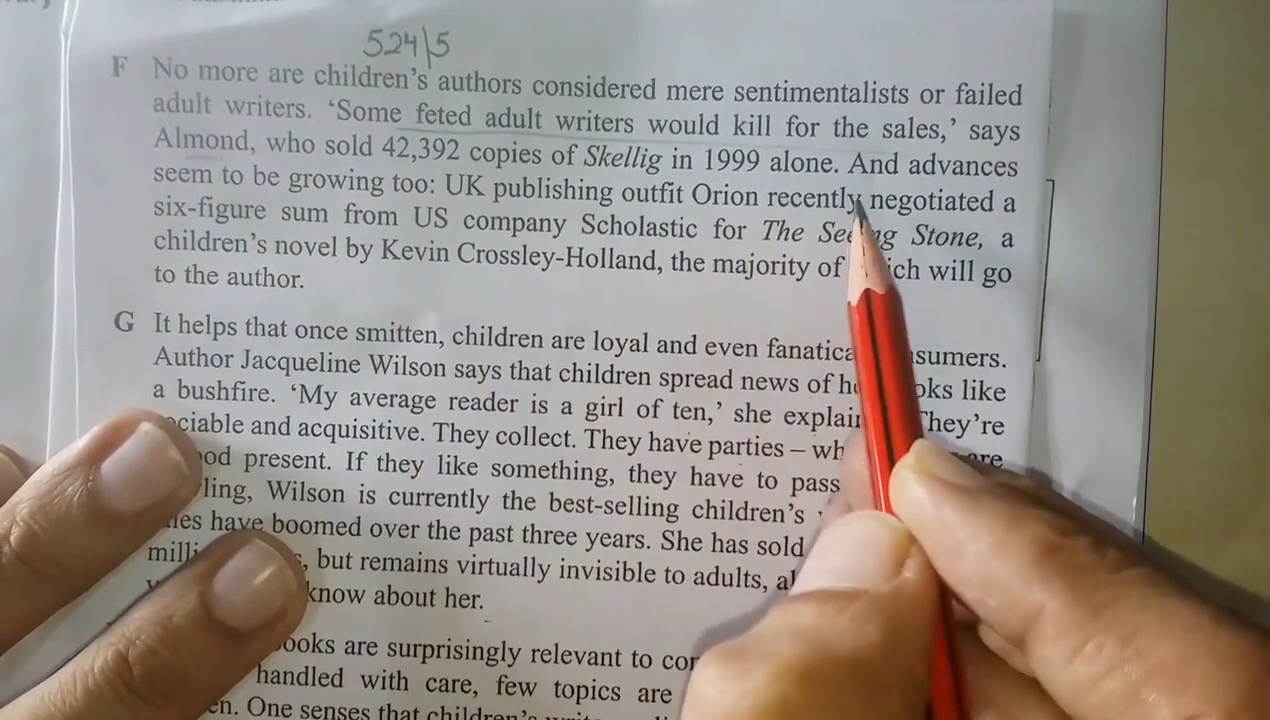 524\5
F No more are children's authors considered mere sentimentalists or failed
adult writers. 'Some feted adult writers would kill for the sales,' says
Almond, who sold 42,392 copies of Skellig in 1999 alone. And advances
seem to be growing too: UK publishing outfit Orion recently negotiated a
six-figure sum from US company Scholastic for The Seeing Stone, a
children's novel by Kevin Crossley-Holland, the majority of which will go
to the author.
G It helps that once smitten, children are loyal and even fanatical consumers.
Author Jacqueline Wilson says that children spread news of her books like
a bushfire. 'My average reader is a girl of ten,' she explains. They're
sociable and acquisitive. They collect. They have parties –
good present. If they like something, they have to pass
Wilson is currently the best-selling children's
have boomed over the past three years. She has sold
but remains virtually invisible to adults,
know about her.
books are surprisingly relevant to
handled with care, few topics are
One senses that children's